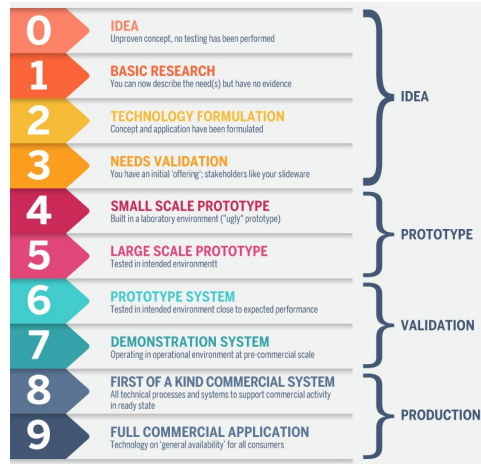 0
IDEA
Unproven concept, no testing has been performed
1
BASIC RESEARCH
You can now describe the need(s) but have no evidence
2
TECHNOLOGY FORMULATION
Concept and application have been formulated
3
NEEDS VALIDATION
You have an initial 'offering'; stakeholders like your slideware
IDEA
4
SMALL SCALE PROTOTYPE
Built in a laboratory environment ("ugly" prototype)
5
LARGE SCALE PROTOTYPE
Tested in intended environmentt
PROTOTYPE
6
PROTOTYPE SYSTEM
Tested in intended environment close to expected performance
7
DEMONSTRATION SYSTEM
Operating in operational environment at pre-commercial scale
VALIDATION
8
FIRST OF A KIND COMMERCIAL SYSTEM
All technical processes and systems to support commercial activity
in ready state
9
FULL COMMERCIAL APPLICATION
Technology on 'general availability' for all consumers
PRODUCTION